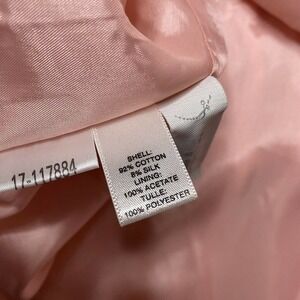 17-117884
SHELL:
92% COTTON
8% SILK
LINING:
100% ACETATE
TULLE:
100% POLYESTER